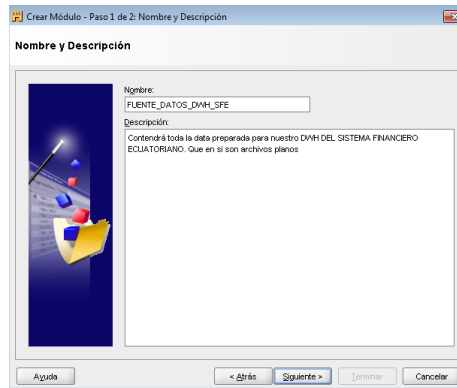 Crear Módulo - Paso 1 de 2: Nombre y Descripción
Nombre y Descripción
Nombre:
FUENTE_DATOS_DWH_SFE
Descripción:
Contendrá toda la data preparada para nuestro DWH DEL SISTEMA FINANCIERO
ECUATORIANO. Que en si son archivos planos
Ayuda
< Atrás
Siguiente >
Terminar
Cancelar